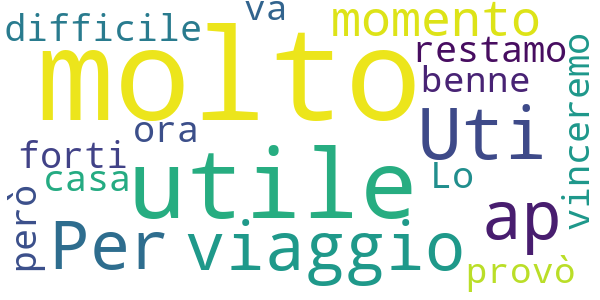 va
difficile
momento
molto
restamo
benne
vinceremo
ora
Uti
forti
casa
utile
Lo
però
Per
viaggio
ap
provò